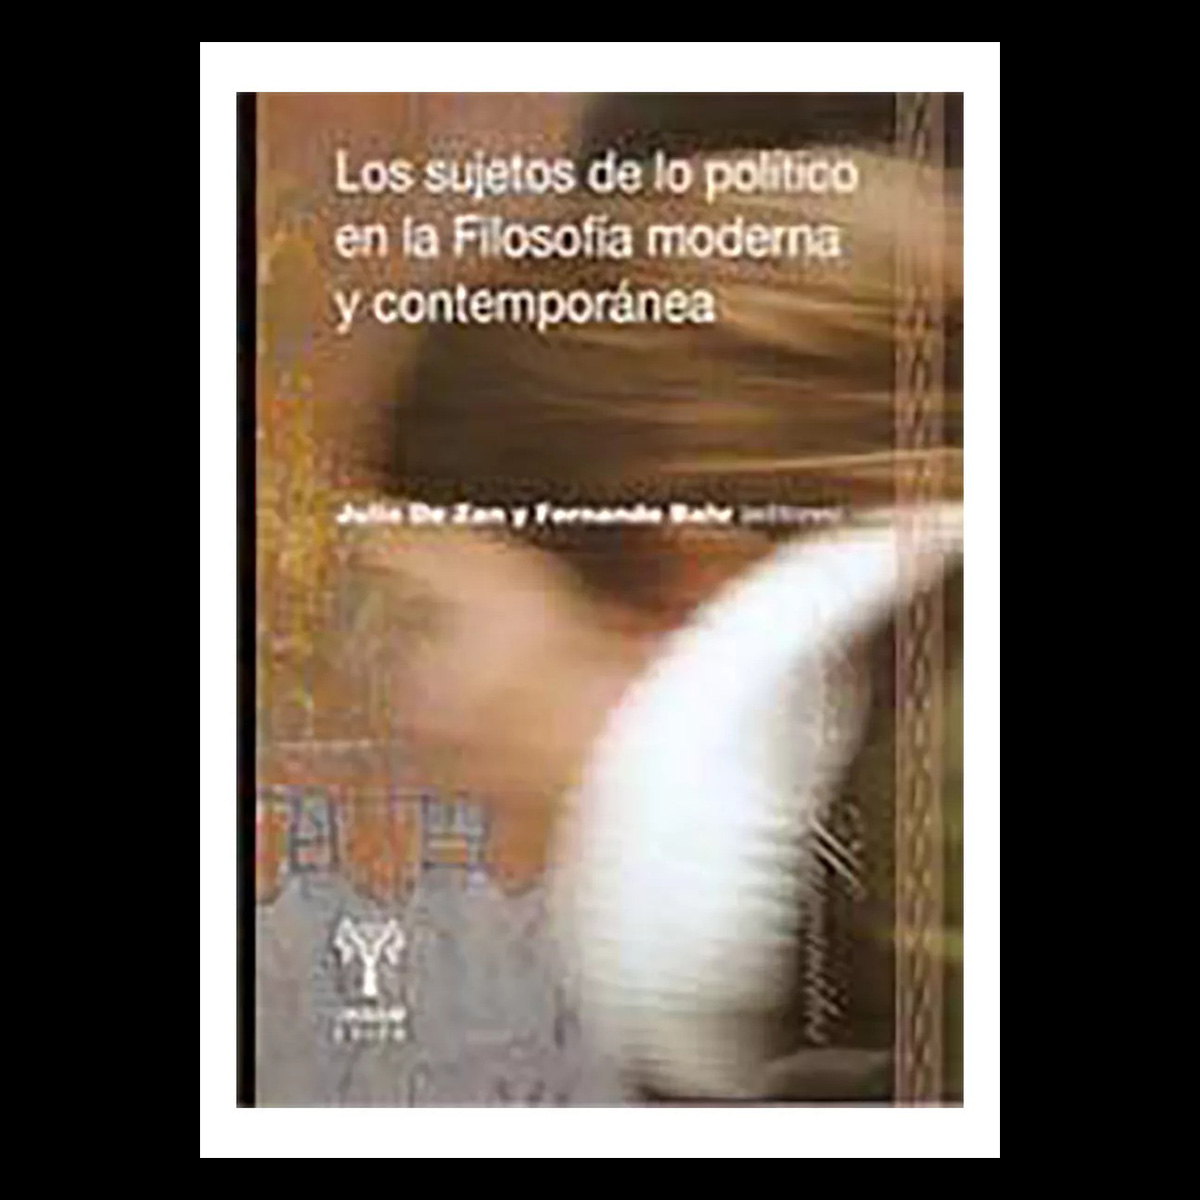 Los sujetos de lo político
en la Filosofía moderna
y contemporánea
Julio De Zan y Fernando Bahr (editores)